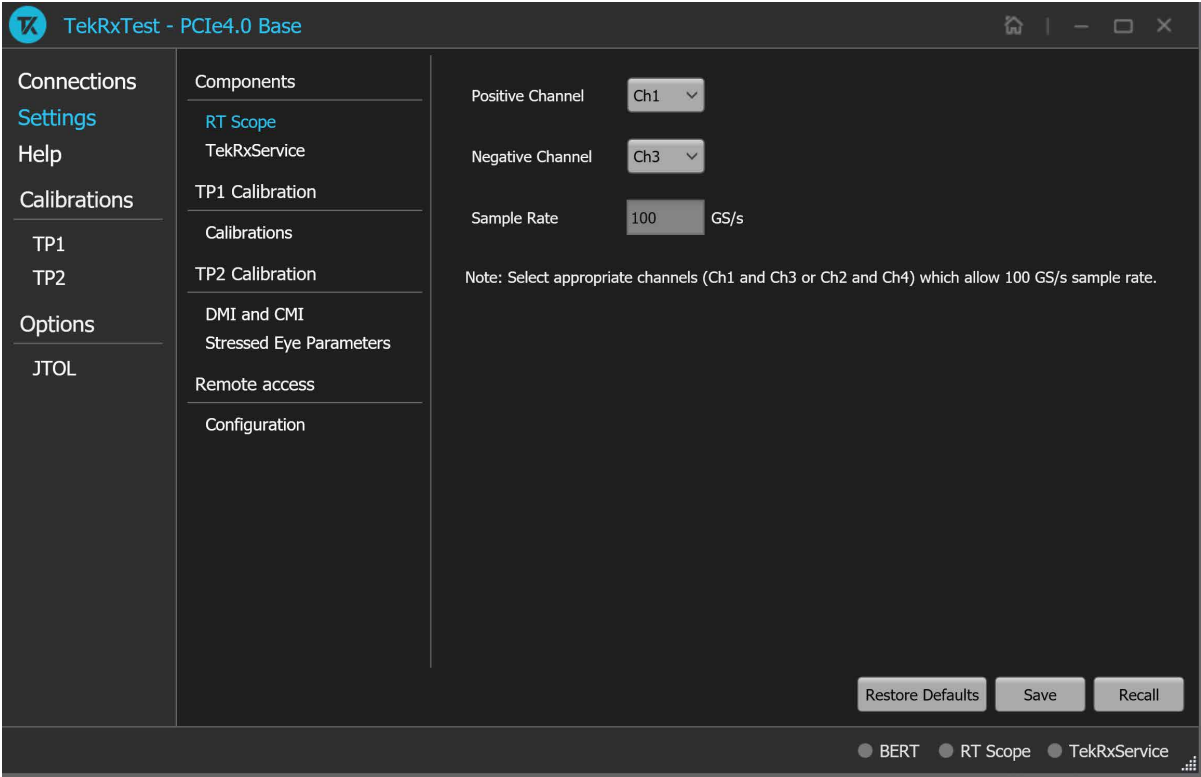 TekRxTest - PCIe4.0 Base
Connections
Settings
Help
Calibrations
TP1
TP2
Options
JTOL
Components
RT Scope
TekRxService
TP1 Calibration
Calibrations
TP2 Calibration
DMI and CMI
Stressed Eye Parameters
Remote access
Configuration
Positive Channel Ch1
Negative Channel Ch3
Sample Rate 100 GS/s
Note: Select appropriate channels (Ch1 and Ch3 or Ch2 and Ch4) which allow 100 GS/s sample rate.
Restore Defaults Save Recall
BERT RT Scope TekRxService